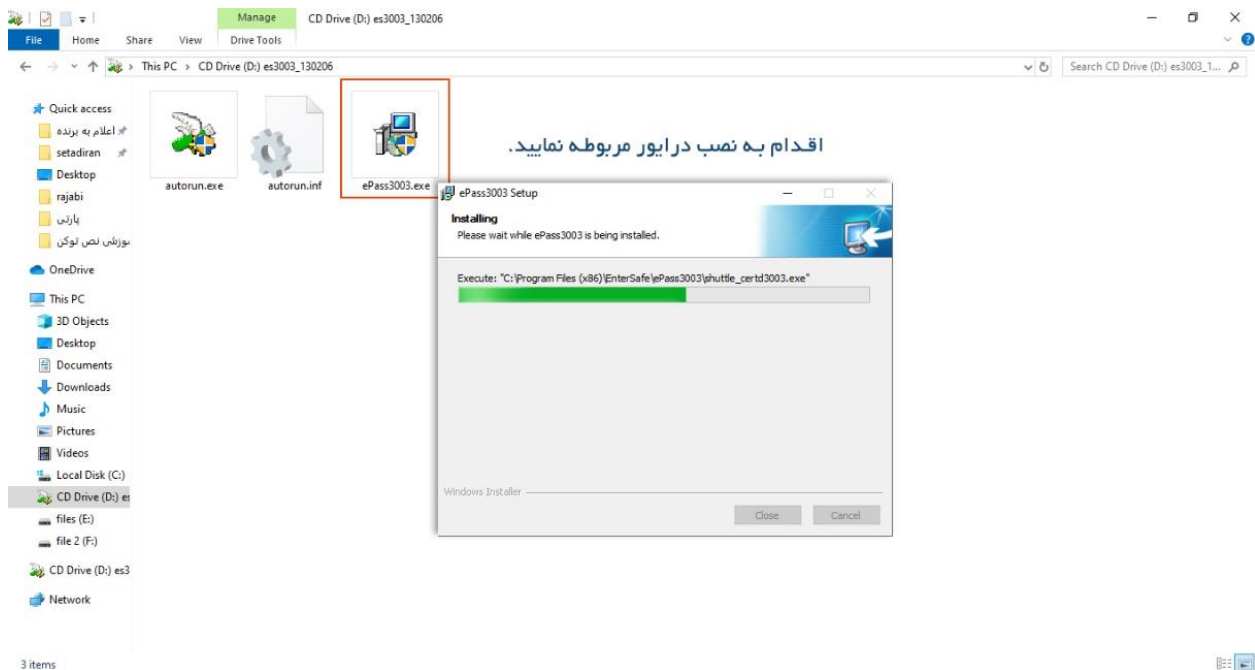 Manage
CD Drive (D:) es3003_130206
File
Home
Share
View
Drive Tools
This PC
CD Drive (D:) es3003_130206
Search CD Drive (D:) es3003_1...
Quick access
اعلام به برنده
setadiran
Desktop
rajabi
پارتی
موزشی نص توکن
OneDrive
This PC
3D Objects
Desktop
Documents
Downloads
Music
Pictures
Videos
Local Disk (C:)
CD Drive (D:) es
files (E:)
file 2 (F:)
CD Drive (D:) es3
Network
autorun.exe
autorun.inf
ePass3003.exe
اقدام به نصب درایور مربوطه نمایید.
ePass3003 Setup
Installing
Please wait while ePass3003 is being installed.
Execute: "C:\Program Files (x86)\EnterSafe\ePass3003\shuttle_certd3003.exe"
Windows Installer
Close
Cancel
3 items